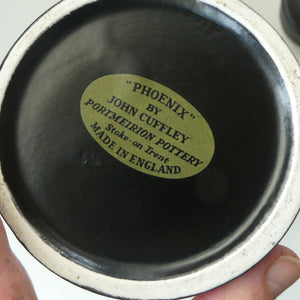 "PHOENIX"
BY
JOHN CUFFLEY
PORTMEIRION POTTERY
Stoke-on Trent
MADE IN ENGLAND